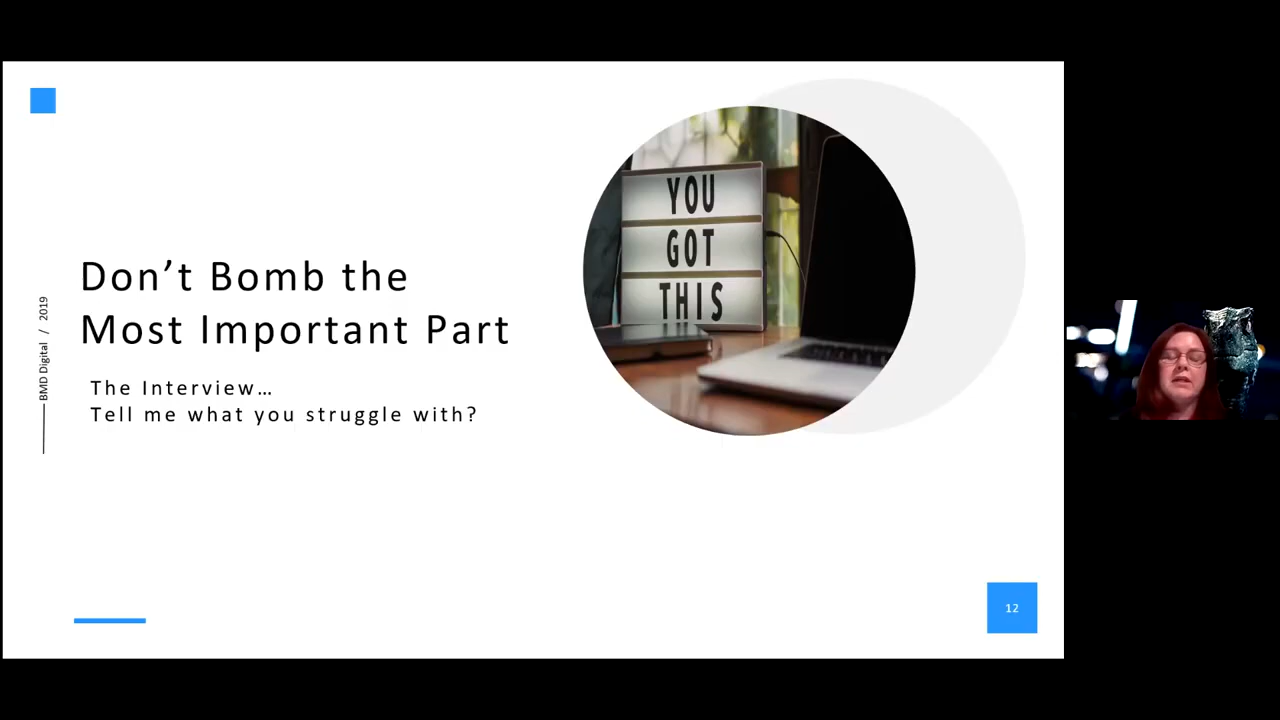 YOU
GOT
THIS
Don’t Bomb the
Most Important Part
The Interview…
Tell me what you struggle with?
BMD Digital / 2019
12